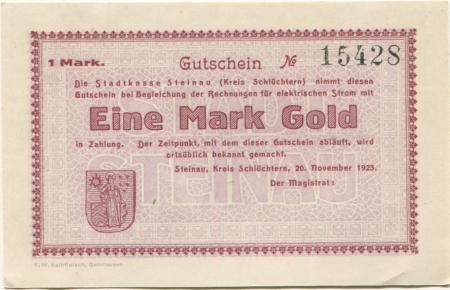 1 Mark. Gutschein № 15428
Die Stadtkasse Steinau (Kreis Schlüchtern) nimmt diesen
Gutschein bei Begleichung der Rechnungen für elektrischen Strom mit
Eine Mark Gold
in Zahlung. Der Zeitpunkt, mit dem dieser Gutschein abläuft, wird
ortsüblich bekannt gemacht.
Steinau, Kreis Schlüchtern, 20. November 1923.
Der Magistrat:
STEINAU
Gelnhausen